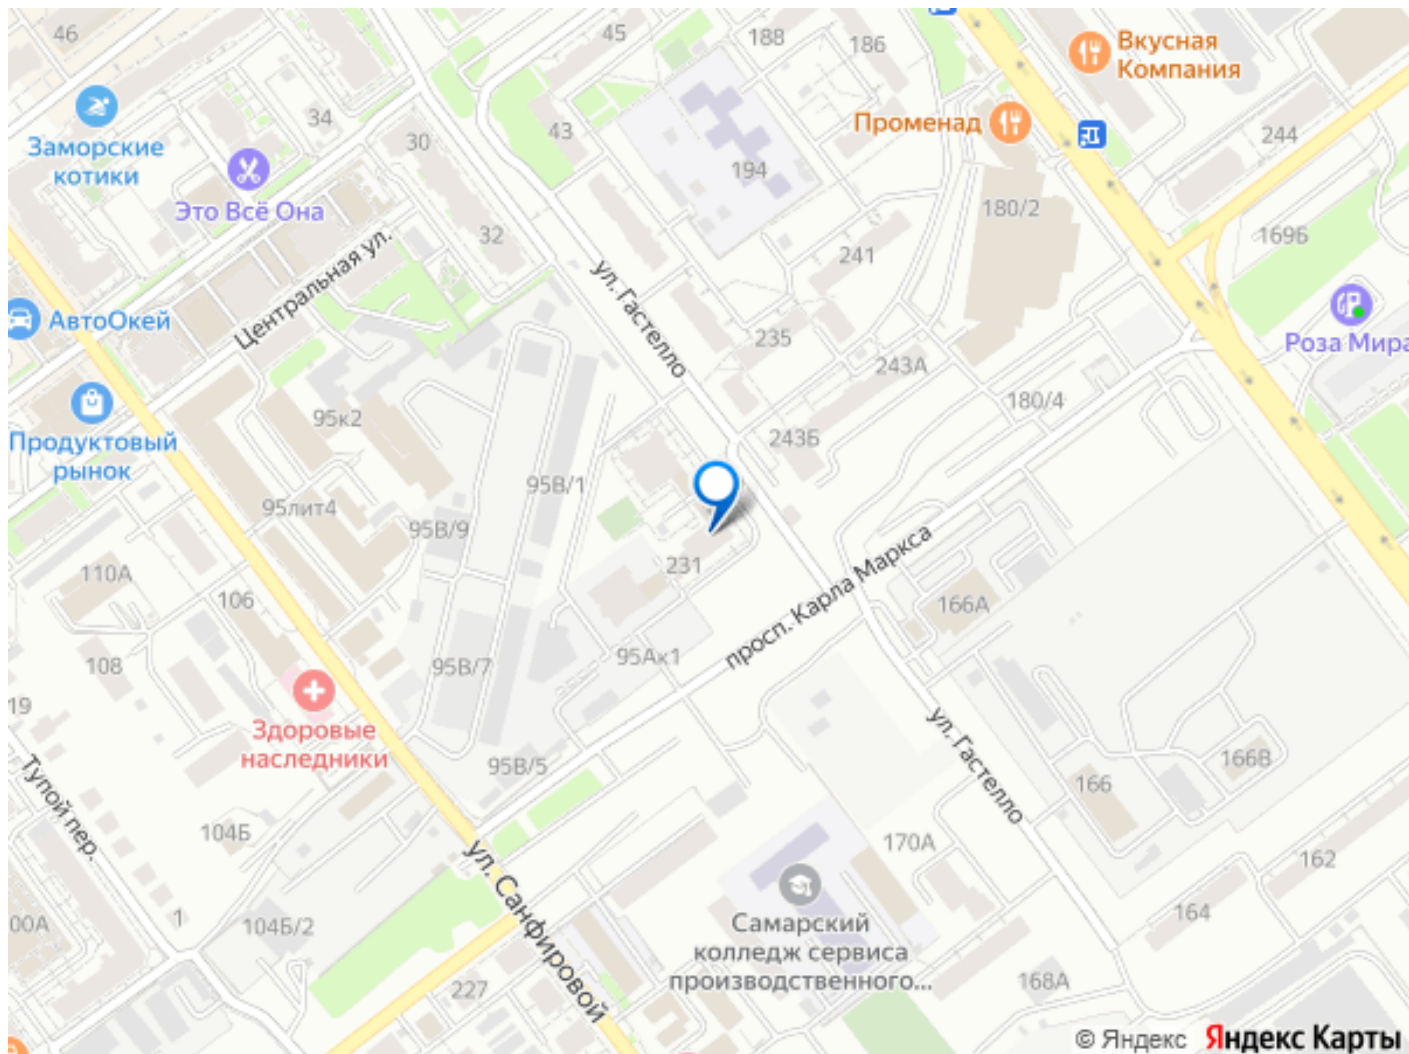 46
45
188
186
Вкусная
Компания
34
30
43
Променад
244
Заморские
котики
194
Это Всё Она
32
180/2
169Б
Центральная ул.
241
ул. Гастелло
АвтоОкей
235
Роза Мира
243А
180/4
95к2
243Б
Продуктовый
рынок
95В/1
95лит4
95В/9
просп. Карла Маркса
231
110А
106
166А
108
95В/7
95Ак1
19
Здоровые
наследники
ул. Гастелло
95В/5
166В
166
Тупой пер.
104Б
170А
162
ул. Санфировой
1
00А
104Б/2
164
Самарский
колледж сервиса
производственного...
227
168А
© Яндекс Яндекс Карты